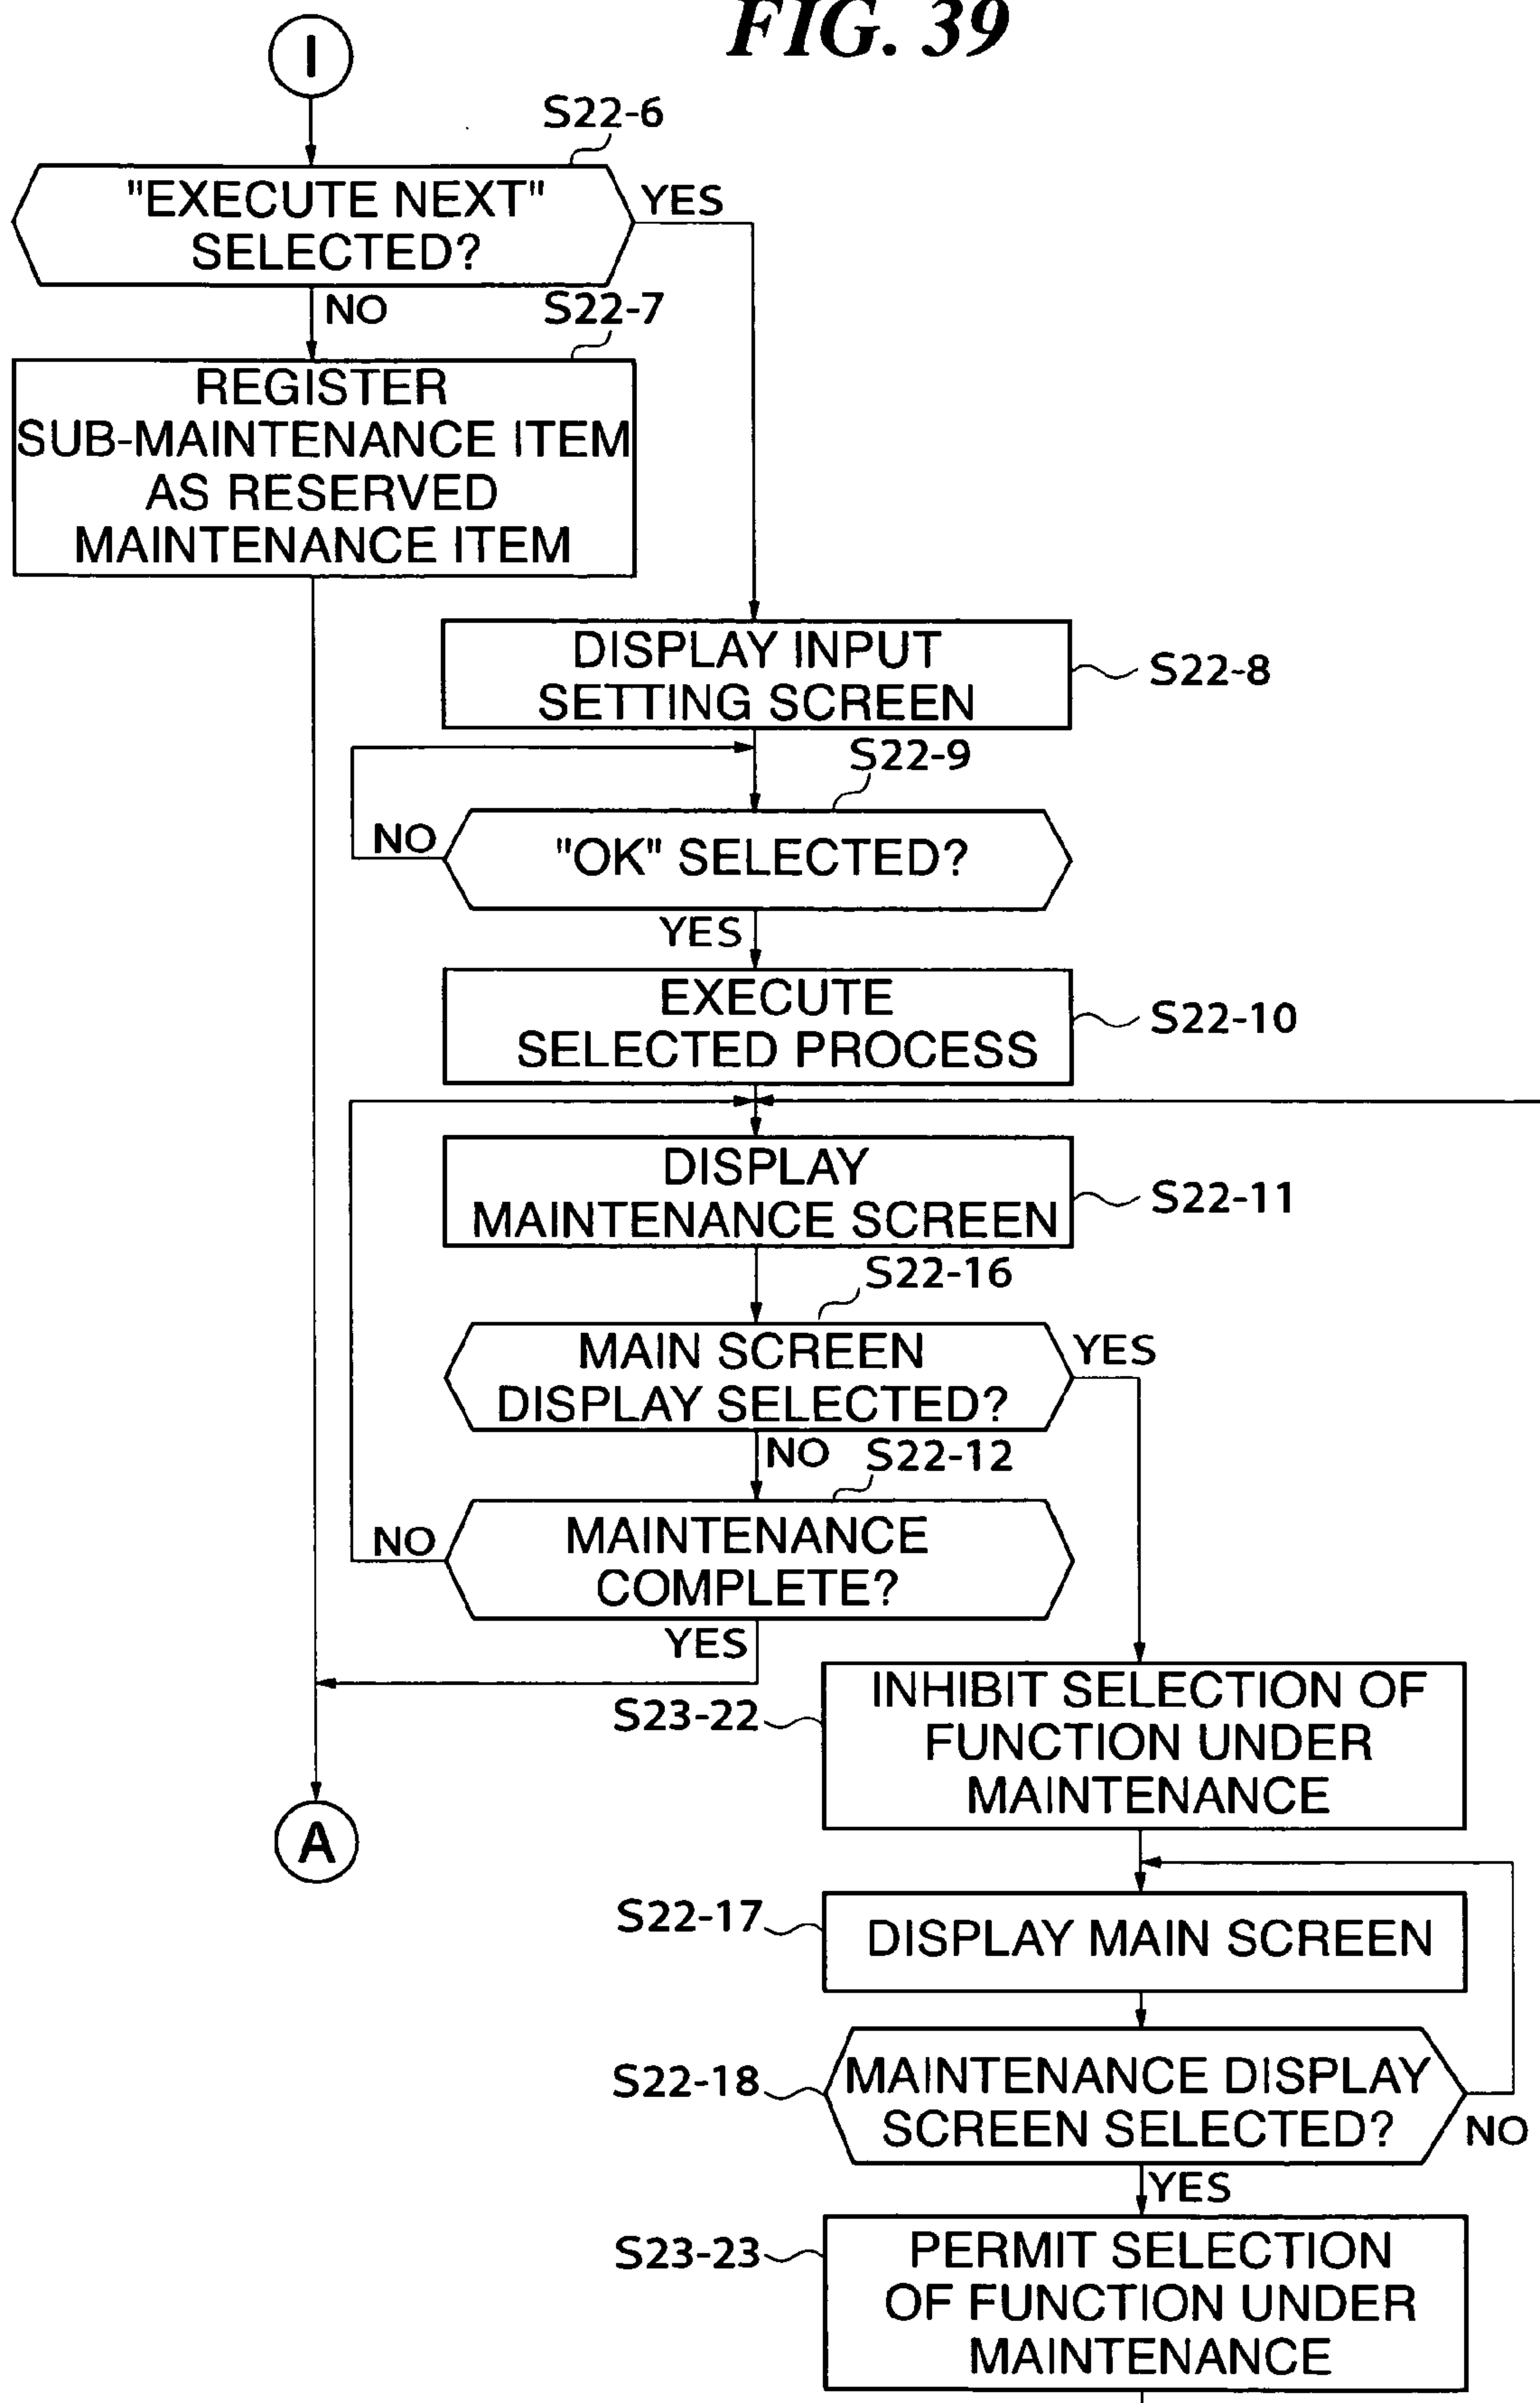 FIG. 39
I
S22-6
"EXECUTE NEXT"
SELECTED?
YES
NO
S22-7
REGISTER
SUB-MAINTENANCE ITEM
AS RESERVED
MAINTENANCE ITEM
DISPLAY INPUT
SETTING SCREEN
S22-8
S22-9
NO
"OK" SELECTED?
YES
EXECUTE
SELECTED PROCESS
S22-10
DISPLAY
MAINTENANCE SCREEN
S22-11
S22-16
MAIN SCREEN
DISPLAY SELECTED?
YES
NO
S22-12
NO
MAINTENANCE
COMPLETE?
YES
S23-22
INHIBIT SELECTION OF
FUNCTION UNDER
MAINTENANCE
A
S22-17
DISPLAY MAIN SCREEN
S22-18
MAINTENANCE DISPLAY
SCREEN SELECTED?
NO
YES
S23-23
PERMIT SELECTION
OF FUNCTION UNDER
MAINTENANCE